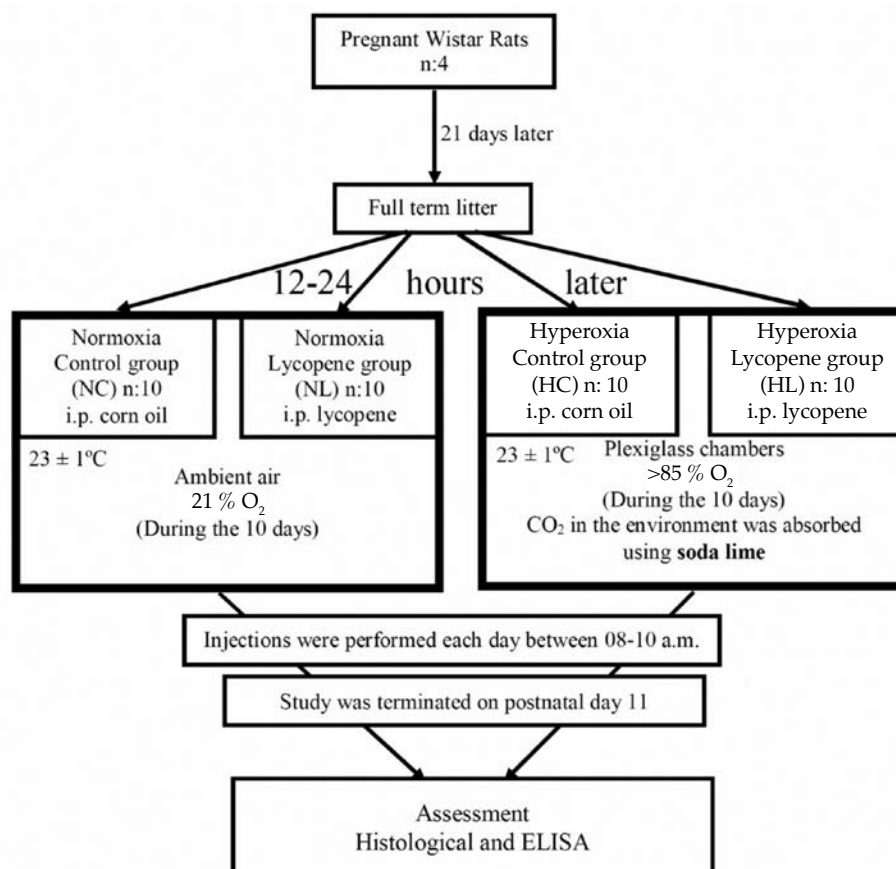 Pregnant Wistar Rats
n:4
21 days later
Full term litter
12-24 hours later
Normoxia
Control group
(NC) n:10
i.p. corn oil
Normoxia
Lycopene group
(NL) n:10
i.p. lycopene
23 ± 1ºC
Ambient air
21 % O₂
(During the 10 days)
Hyperoxia
Control group
(HC) n: 10
i.p. corn oil
Hyperoxia
Lycopene group
(HL) n: 10
i.p. lycopene
23 ± 1ºC
Plexiglass chambers
>85 % O₂
(During the 10 days)
CO₂ in the environment was absorbed
using soda lime
Injections were performed each day between 08-10 a.m.
Study was terminated on postnatal day 11
Assessment
Histological and ELISA